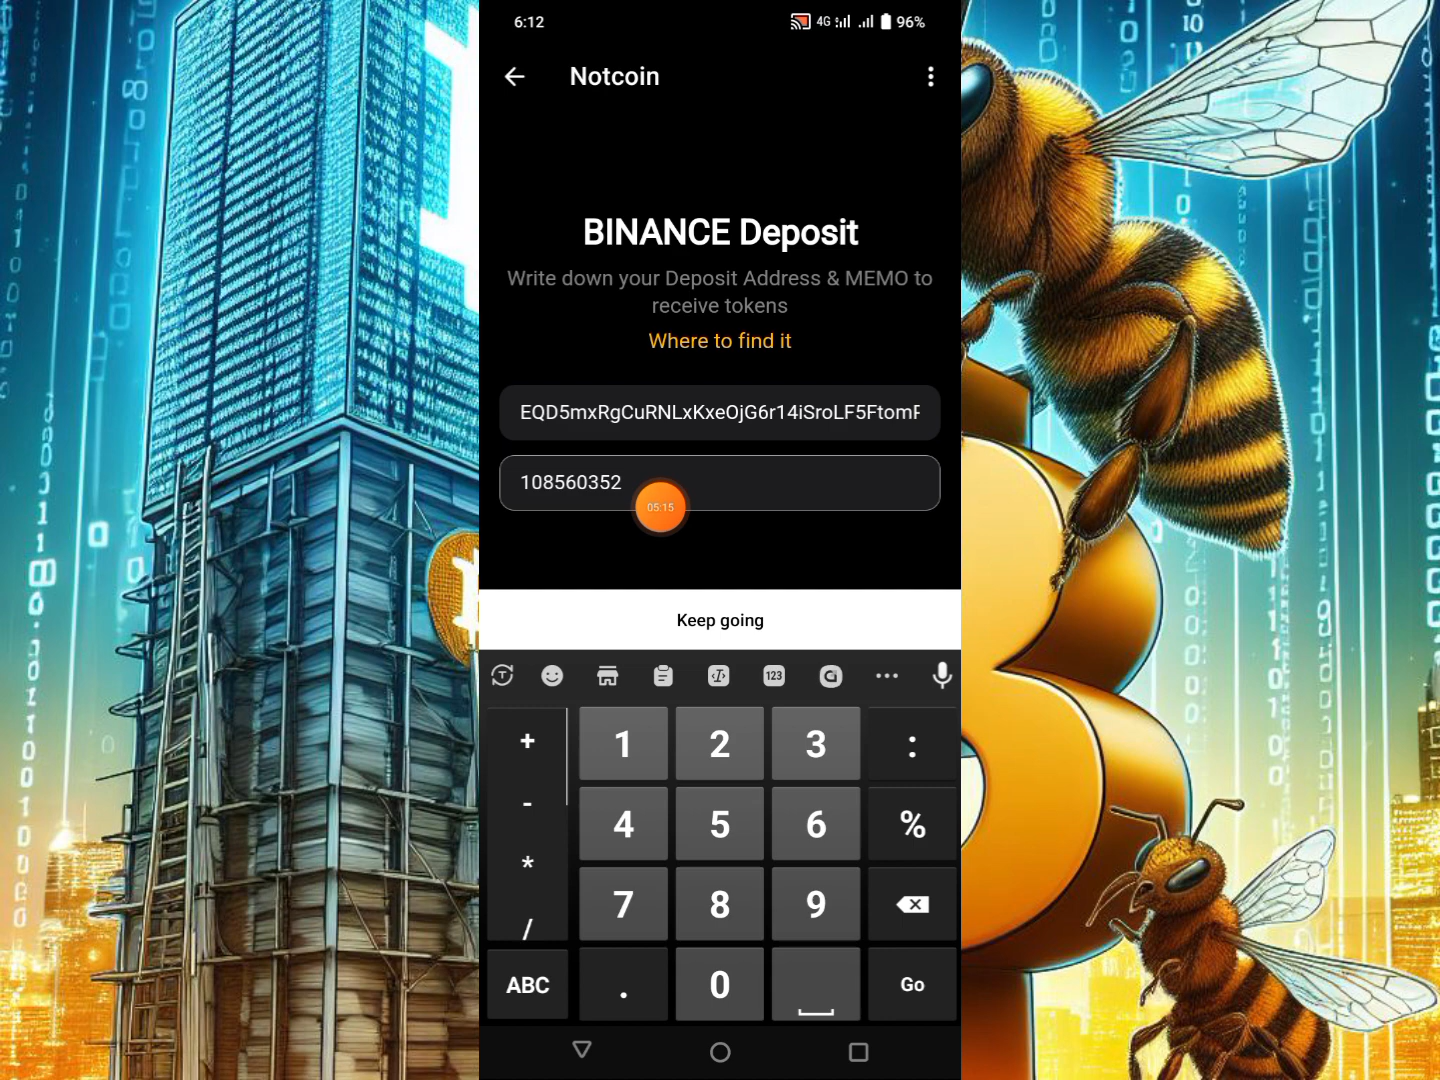 6:12
4G
96%
Notcoin
BINANCE Deposit
Write down your Deposit Address & MEMO to
receive tokens
Where to find it
EQD5mxRgCuRNLxKxeOjG6r14iSroLF5FtomF
108560352
05:15
Keep going
123
+ 1 2 3 :
- 4 5 6 %
* 7 8 9
/
ABC . 0 Go